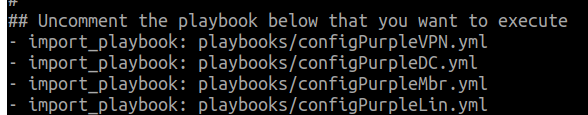 #
## Uncomment the playbook below that you want to execute
- import_playbook: playbooks/configPurpleVPN.yml
- import_playbook: playbooks/configPurpleDC.yml
- import_playbook: playbooks/configPurpleMbr.yml
- import_playbook: playbooks/configPurpleLin.yml